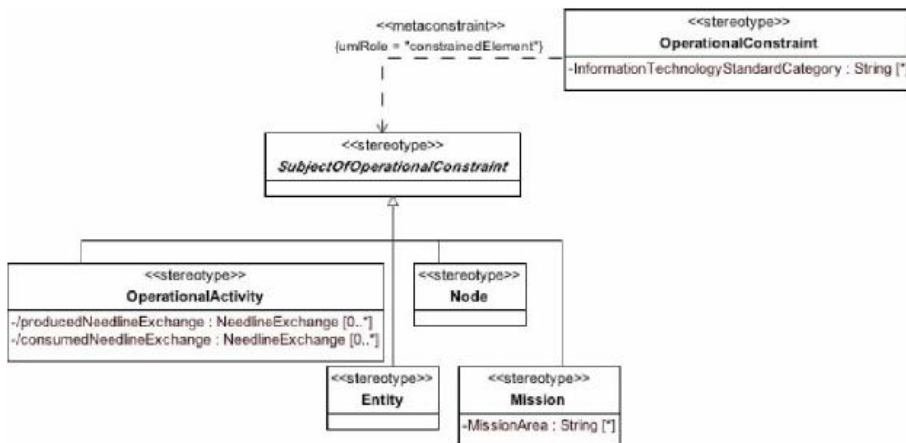 <<metaconstraint>>
{umlRole = "constrainedElement"}
<<stereotype>>
OperationalConstraint
-InformationTechnologyStandardCategory : String [*]
<<stereotype>>
SubjectOfOperationalConstraint
<<stereotype>>
OperationalActivity
-/producedNeedlineExchange : NeedlineExchange [0..*]
-/consumedNeedlineExchange : NeedlineExchange [0..*]
<<stereotype>>
Node
<<stereotype>>
Entity
<<stereotype>>
Mission
-MissionArea : String [*]